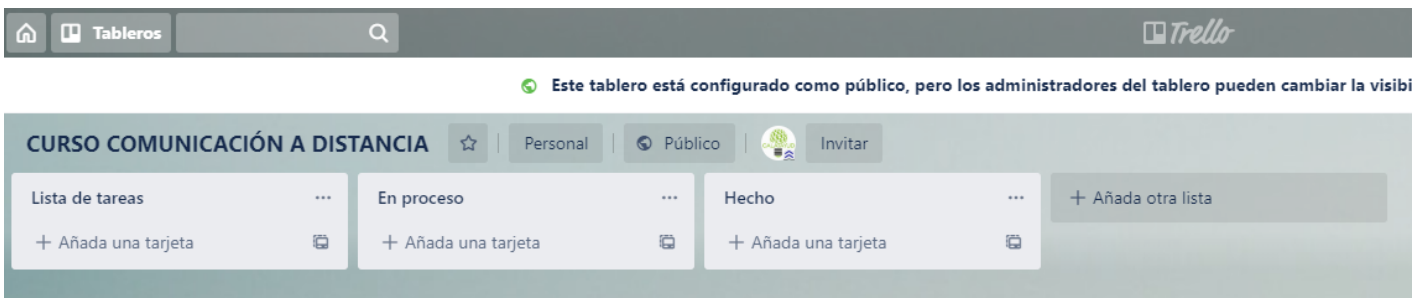 Tableros
Trello
Este tablero está configurado como público, pero los administradores del tablero pueden cambiar la visibi
CURSO COMUNICACIÓN A DISTANCIA Personal Público Invitar
Lista de tareas ... En proceso ... Hecho ... + Añada otra lista
+ Añada una tarjeta + Añada una tarjeta + Añada una tarjeta